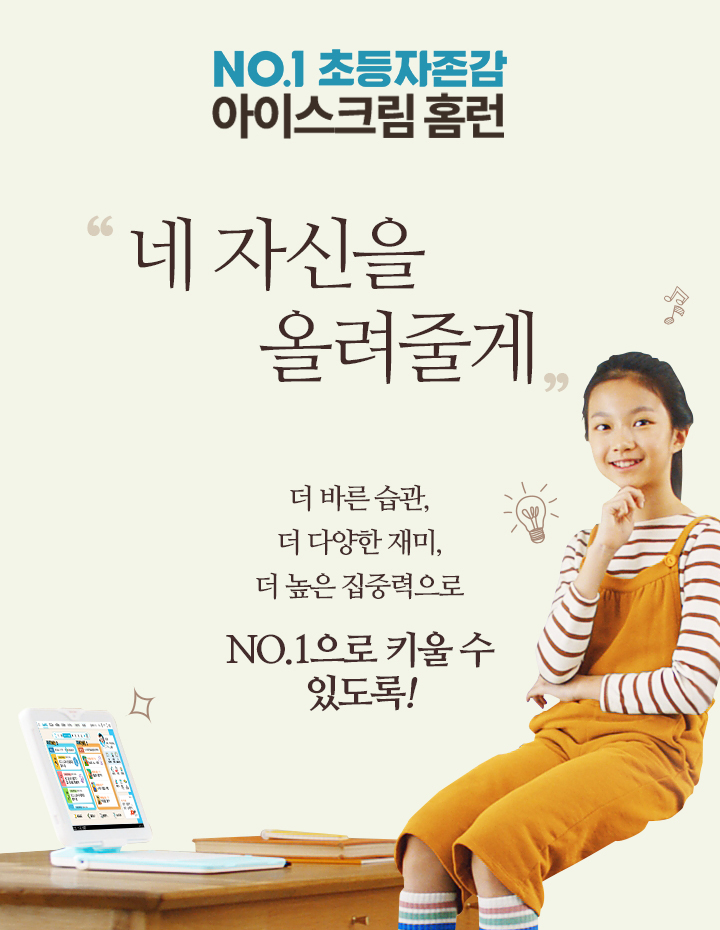 NO.1 초등자존감
아이스크림 홈런
“ 네 자신을
올려줄게 ”
더 바른 습관,
더 다양한 재미,
더 높은 집중력으로
NO.1으로 키울 수
있도록!